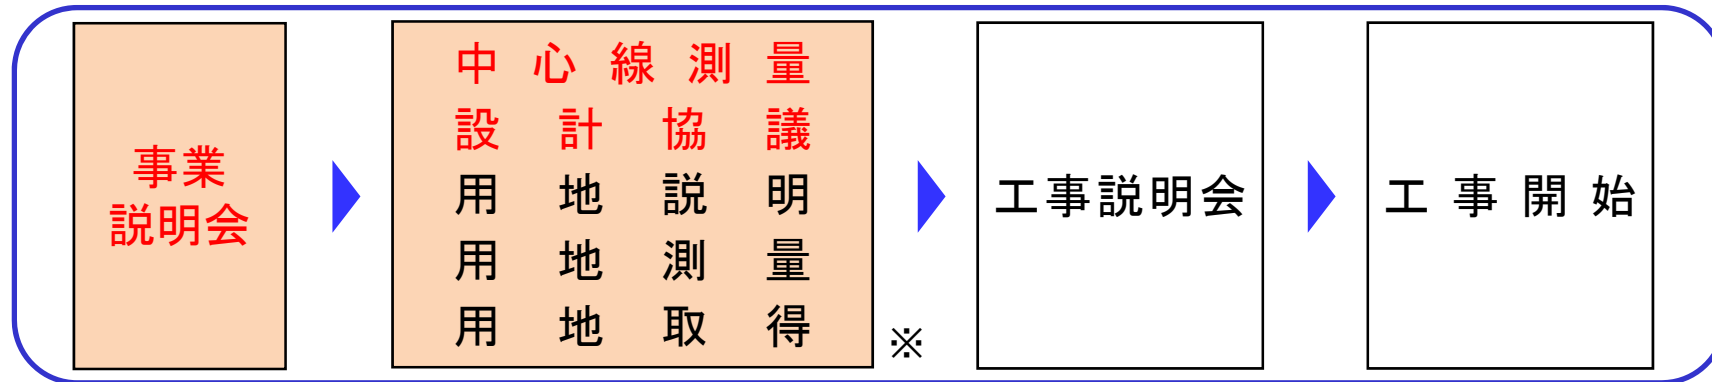 事業
説明会
中心線測量
設計協議
用地説明
用地測量
用地取得
※
工事説明会
工事開始